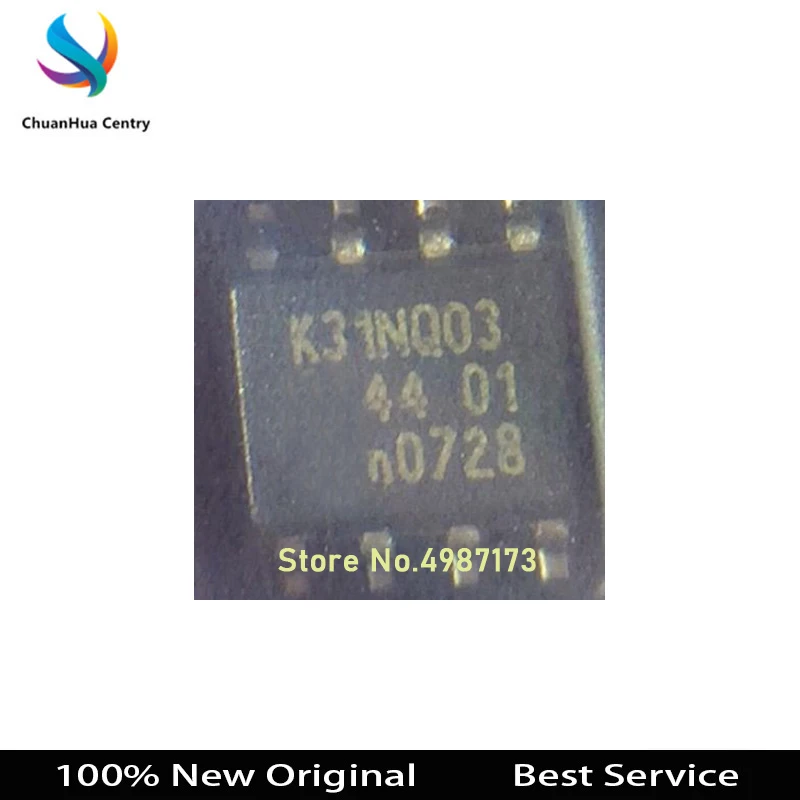 ChuanHua Centry
K31NQ03
44 01
n0728
Store No.4987173
100% New Original Best Service